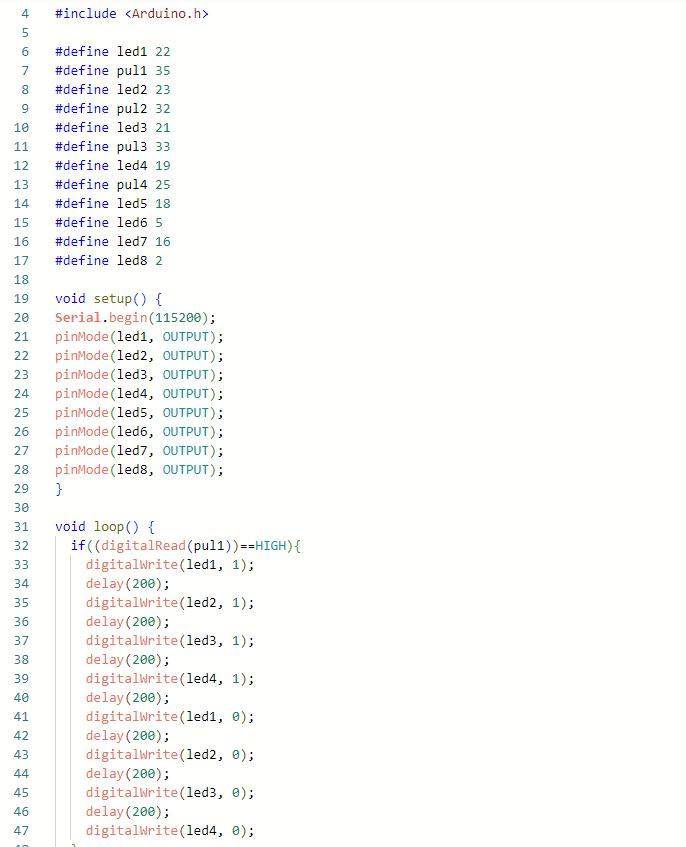 4 #include <Arduino.h>
5
6 #define led1 22
7 #define pul1 35
8 #define led2 23
9 #define pul2 32
10 #define led3 21
11 #define pul3 33
12 #define led4 19
13 #define pul4 25
14 #define led5 18
15 #define led6 5
16 #define led7 16
17 #define led8 2
18
19 void setup() {
20 Serial.begin(115200);
21 pinMode(led1, OUTPUT);
22 pinMode(led2, OUTPUT);
23 pinMode(led3, OUTPUT);
24 pinMode(led4, OUTPUT);
25 pinMode(led5, OUTPUT);
26 pinMode(led6, OUTPUT);
27 pinMode(led7, OUTPUT);
28 pinMode(led8, OUTPUT);
29 }
30
31 void loop() {
32 if((digitalRead(pul1))==HIGH){
33 digitalWrite(led1, 1);
34 delay(200);
35 digitalWrite(led2, 1);
36 delay(200);
37 digitalWrite(led3, 1);
38 delay(200);
39 digitalWrite(led4, 1);
40 delay(200);
41 digitalWrite(led1, 0);
42 delay(200);
43 digitalWrite(led2, 0);
44 delay(200);
45 digitalWrite(led3, 0);
46 delay(200);
47 digitalWrite(led4, 0);